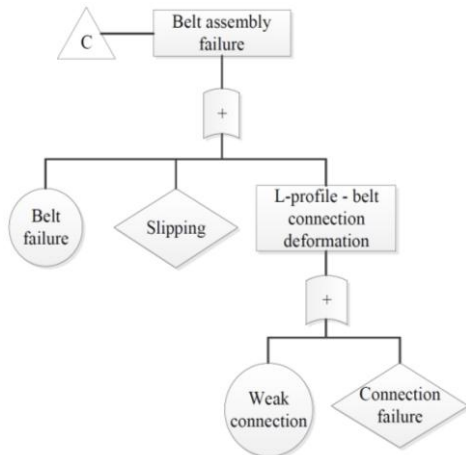 C
Belt assembly
failure
+
Belt
failure
Slipping
L-profile - belt
connection
deformation
+
Weak
connection
Connection
failure